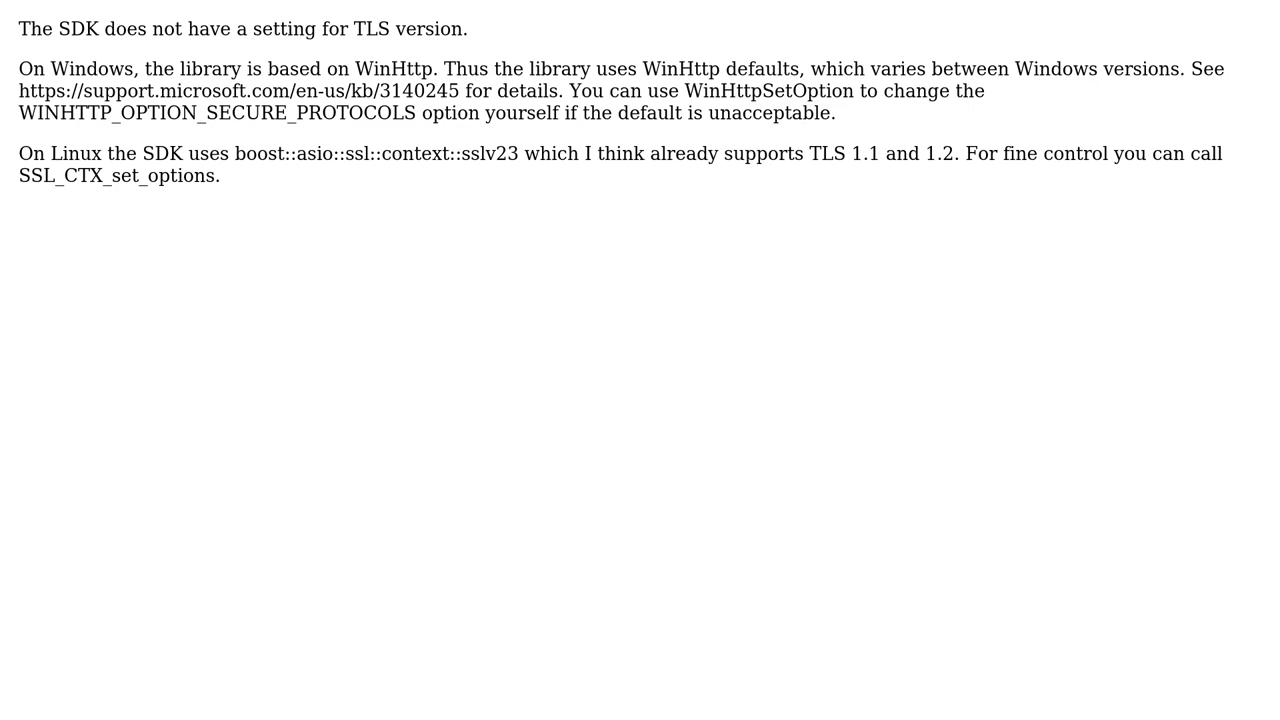 The SDK does not have a setting for TLS version.
On Windows, the library is based on WinHttp. Thus the library uses WinHttp defaults, which varies between Windows versions. See
https://support.microsoft.com/en-us/kb/3140245 for details. You can use WinHttpSetOption to change the
WINHTTP_OPTION_SECURE_PROTOCOLS option yourself if the default is unacceptable.
On Linux the SDK uses boost::asio::ssl::context::sslv23 which I think already supports TLS 1.1 and 1.2. For fine control you can call
SSL_CTX_set_options.